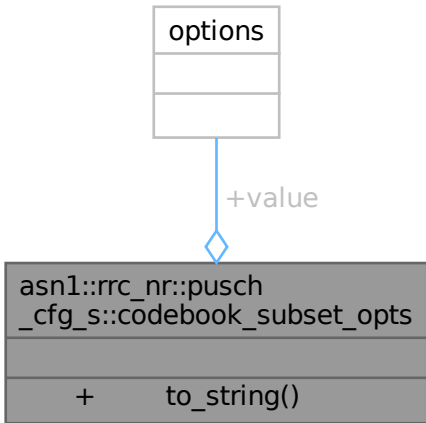 options
+value
asn1::rrc_nr::pusch
_cfg_s::codebook_subset_opts
+ to_string()